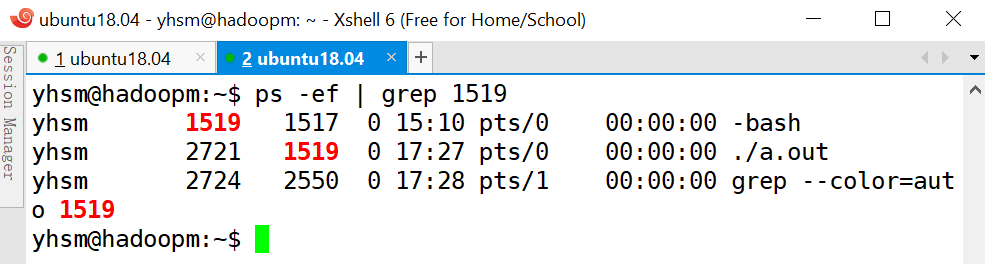 ubuntu18.04 - yhsm@hadoopm: ~ - Xshell 6 (Free for Home/School)
Session Manager
1 ubuntu18.04 × 2 ubuntu18.04 × +
yhsm@hadoopm:~$ ps -ef | grep 1519
yhsm 1519 1517 0 15:10 pts/0 00:00:00 -bash
yhsm 2721 1519 0 17:27 pts/0 00:00:00 ./a.out
yhsm 2724 2550 0 17:28 pts/1 00:00:00 grep --color=aut
o 1519
yhsm@hadoopm:~$